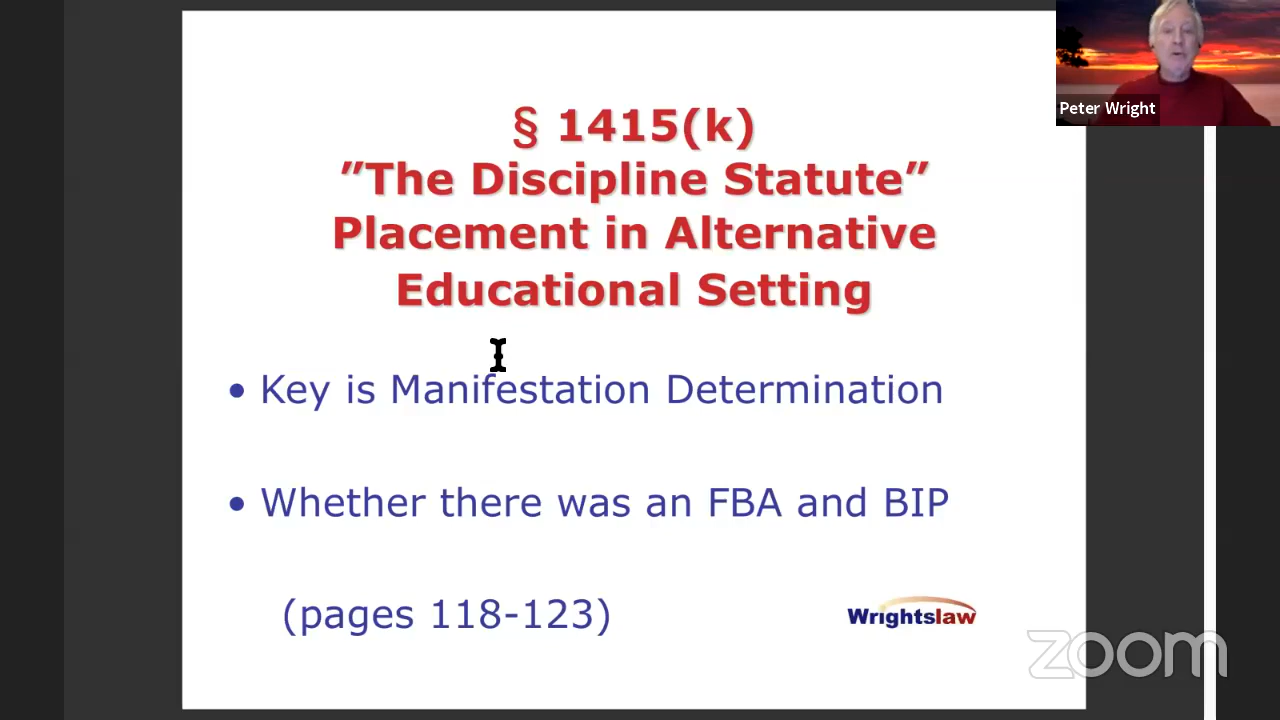 § 1415(k)
”The Discipline Statute”
Placement in Alternative
Educational Setting
• Key is Manifestation Determination
• Whether there was an FBA and BIP
(pages 118-123)
Wrightslaw
Peter Wright
zoom